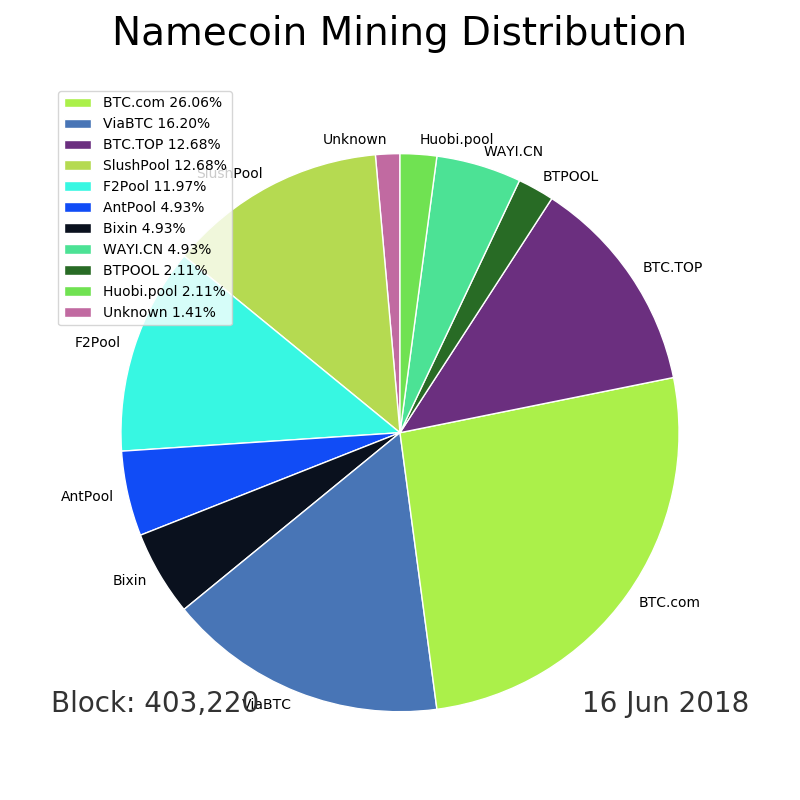 Namecoin Mining Distribution
BTC.com 26.06%
ViaBTC 16.20%
BTC.TOP 12.68%
SlushPool 12.68%
F2Pool 11.97%
AntPool 4.93%
Bixin 4.93%
WAYI.CN 4.93%
BTPOOL 2.11%
Huobi.pool 2.11%
Unknown 1.41%
Unknown
Huobi.pool
WAYI.CN
BTPOOL
SlushPool
BTC.TOP
F2Pool
AntPool
Bixin
BTC.com
ViaBTC
Block: 403,220
16 Jun 2018